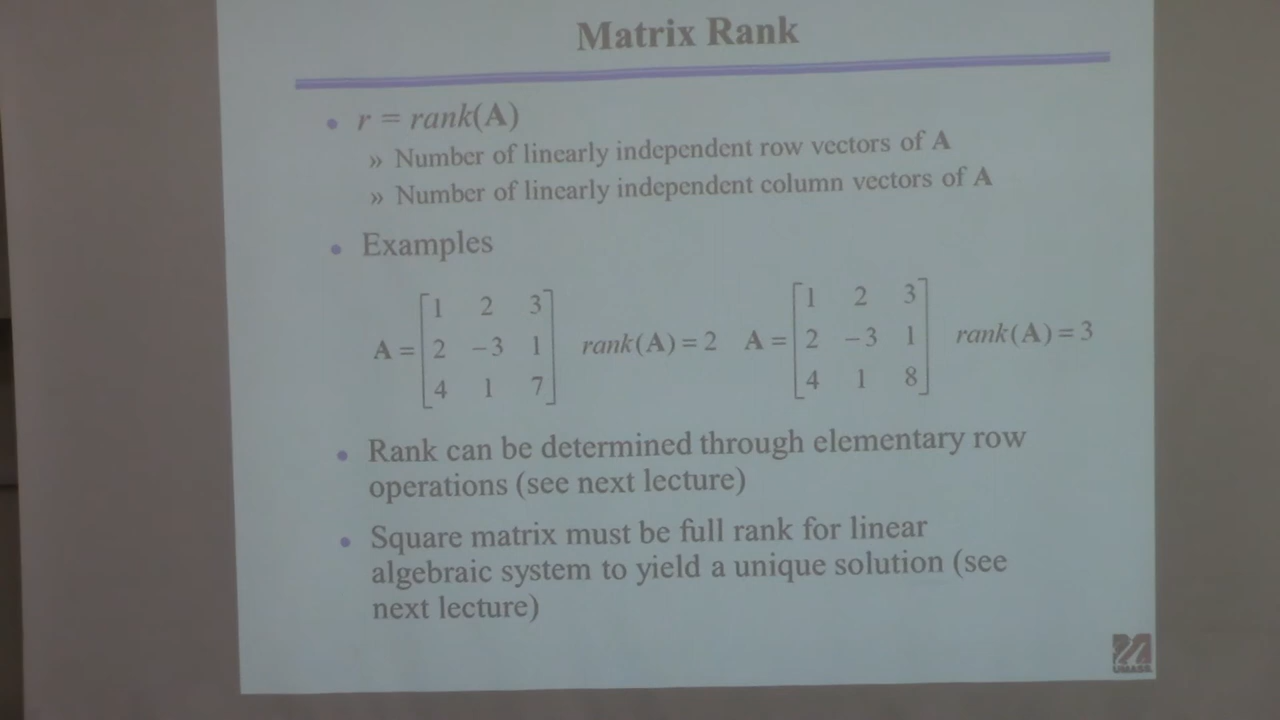 Matrix Rank
• r = rank(A)
» Number of linearly independent row vectors of A
» Number of linearly independent column vectors of A
• Examples
A = [1 2 3; 2 −3 1; 4 1 7] rank(A) = 2 A = [1 2 3; 2 −3 1; 4 1 8] rank(A) = 3
• Rank can be determined through elementary row
operations (see next lecture)
• Square matrix must be full rank for linear
algebraic system to yield a unique solution (see
next lecture)
UMASS